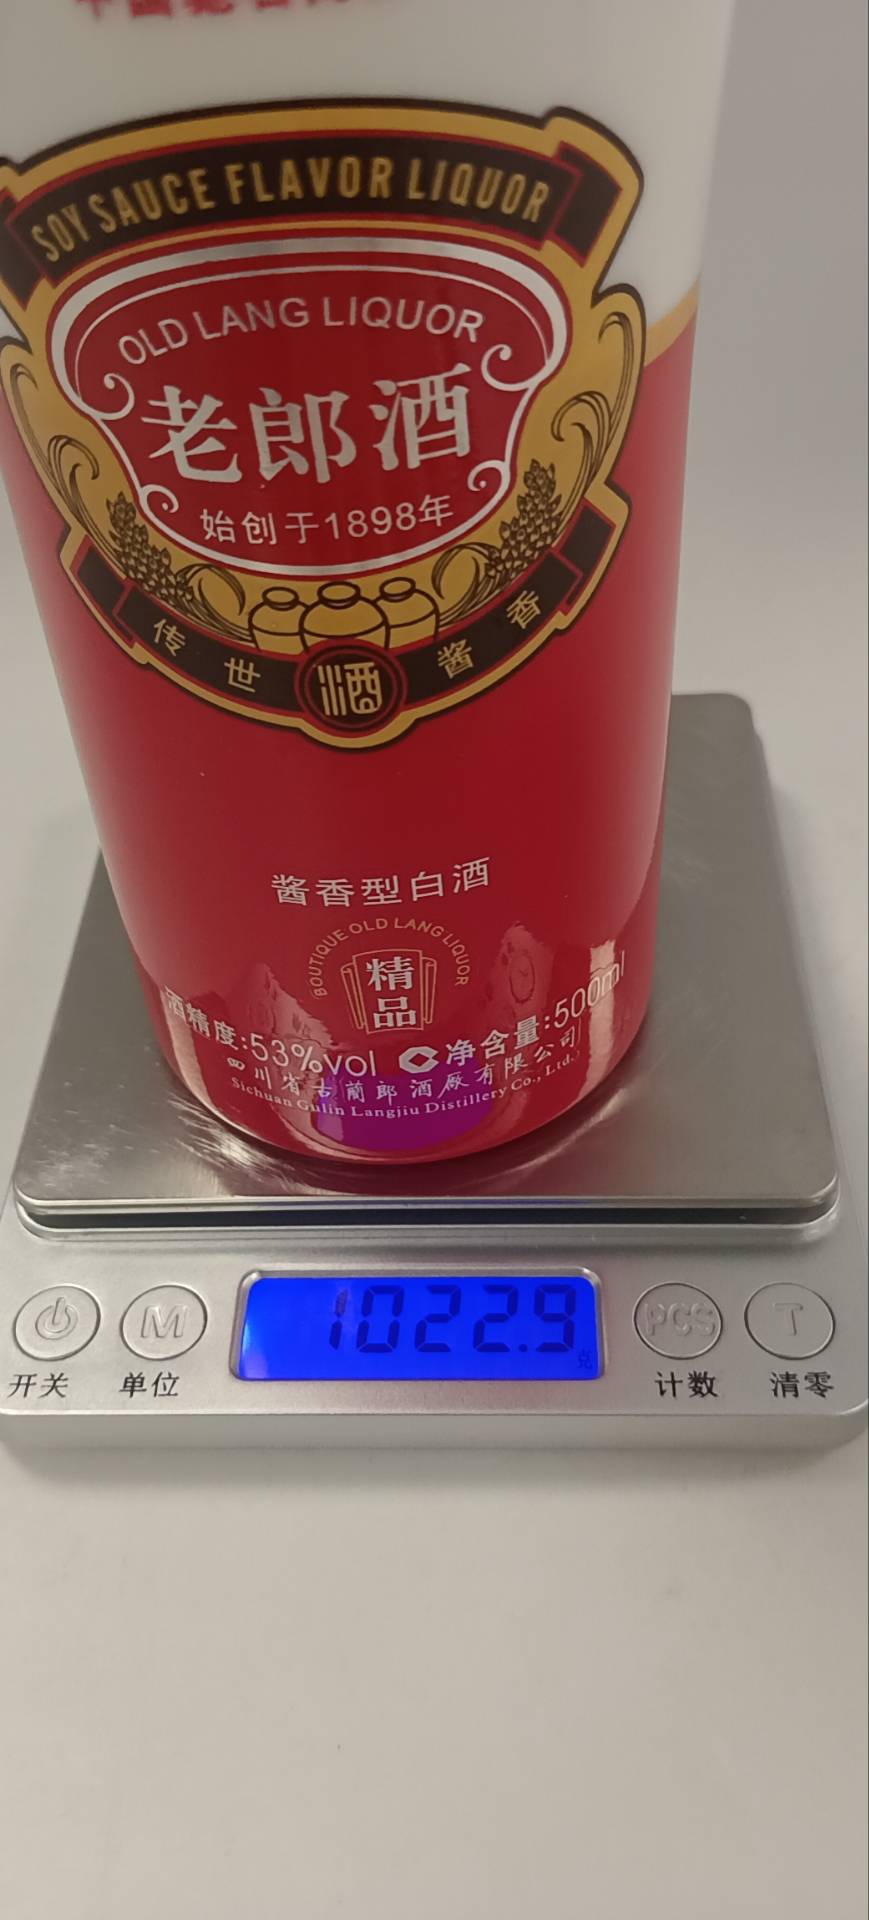 SOY SAUCE FLAVOR LIQUOR
OLD LANG LIQUOR
老郎酒
始创于1898年
传世 酒 酱香
酱香型白酒
BOUTIQUE OLD LANG LIQUOR
精品
酒精度:53%vol 净含量:500ml
四川省古蔺郎酒厰有限公司
Sichuan Gulin Langjiu Distillery Co., Ltd.
1022.9 克
M PCS T
开关 单位 计数 清零